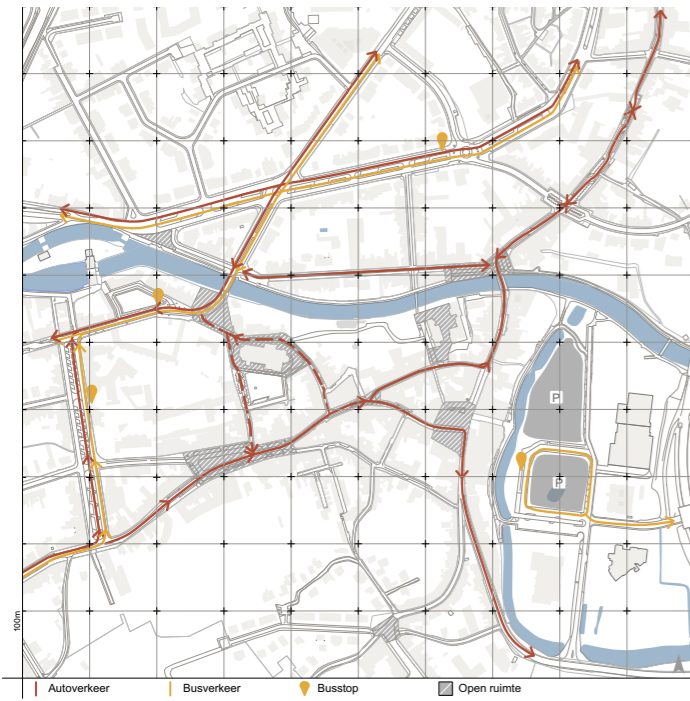 P
P
100m
Autoverkeer
Busverkeer
Busstop
Open ruimte